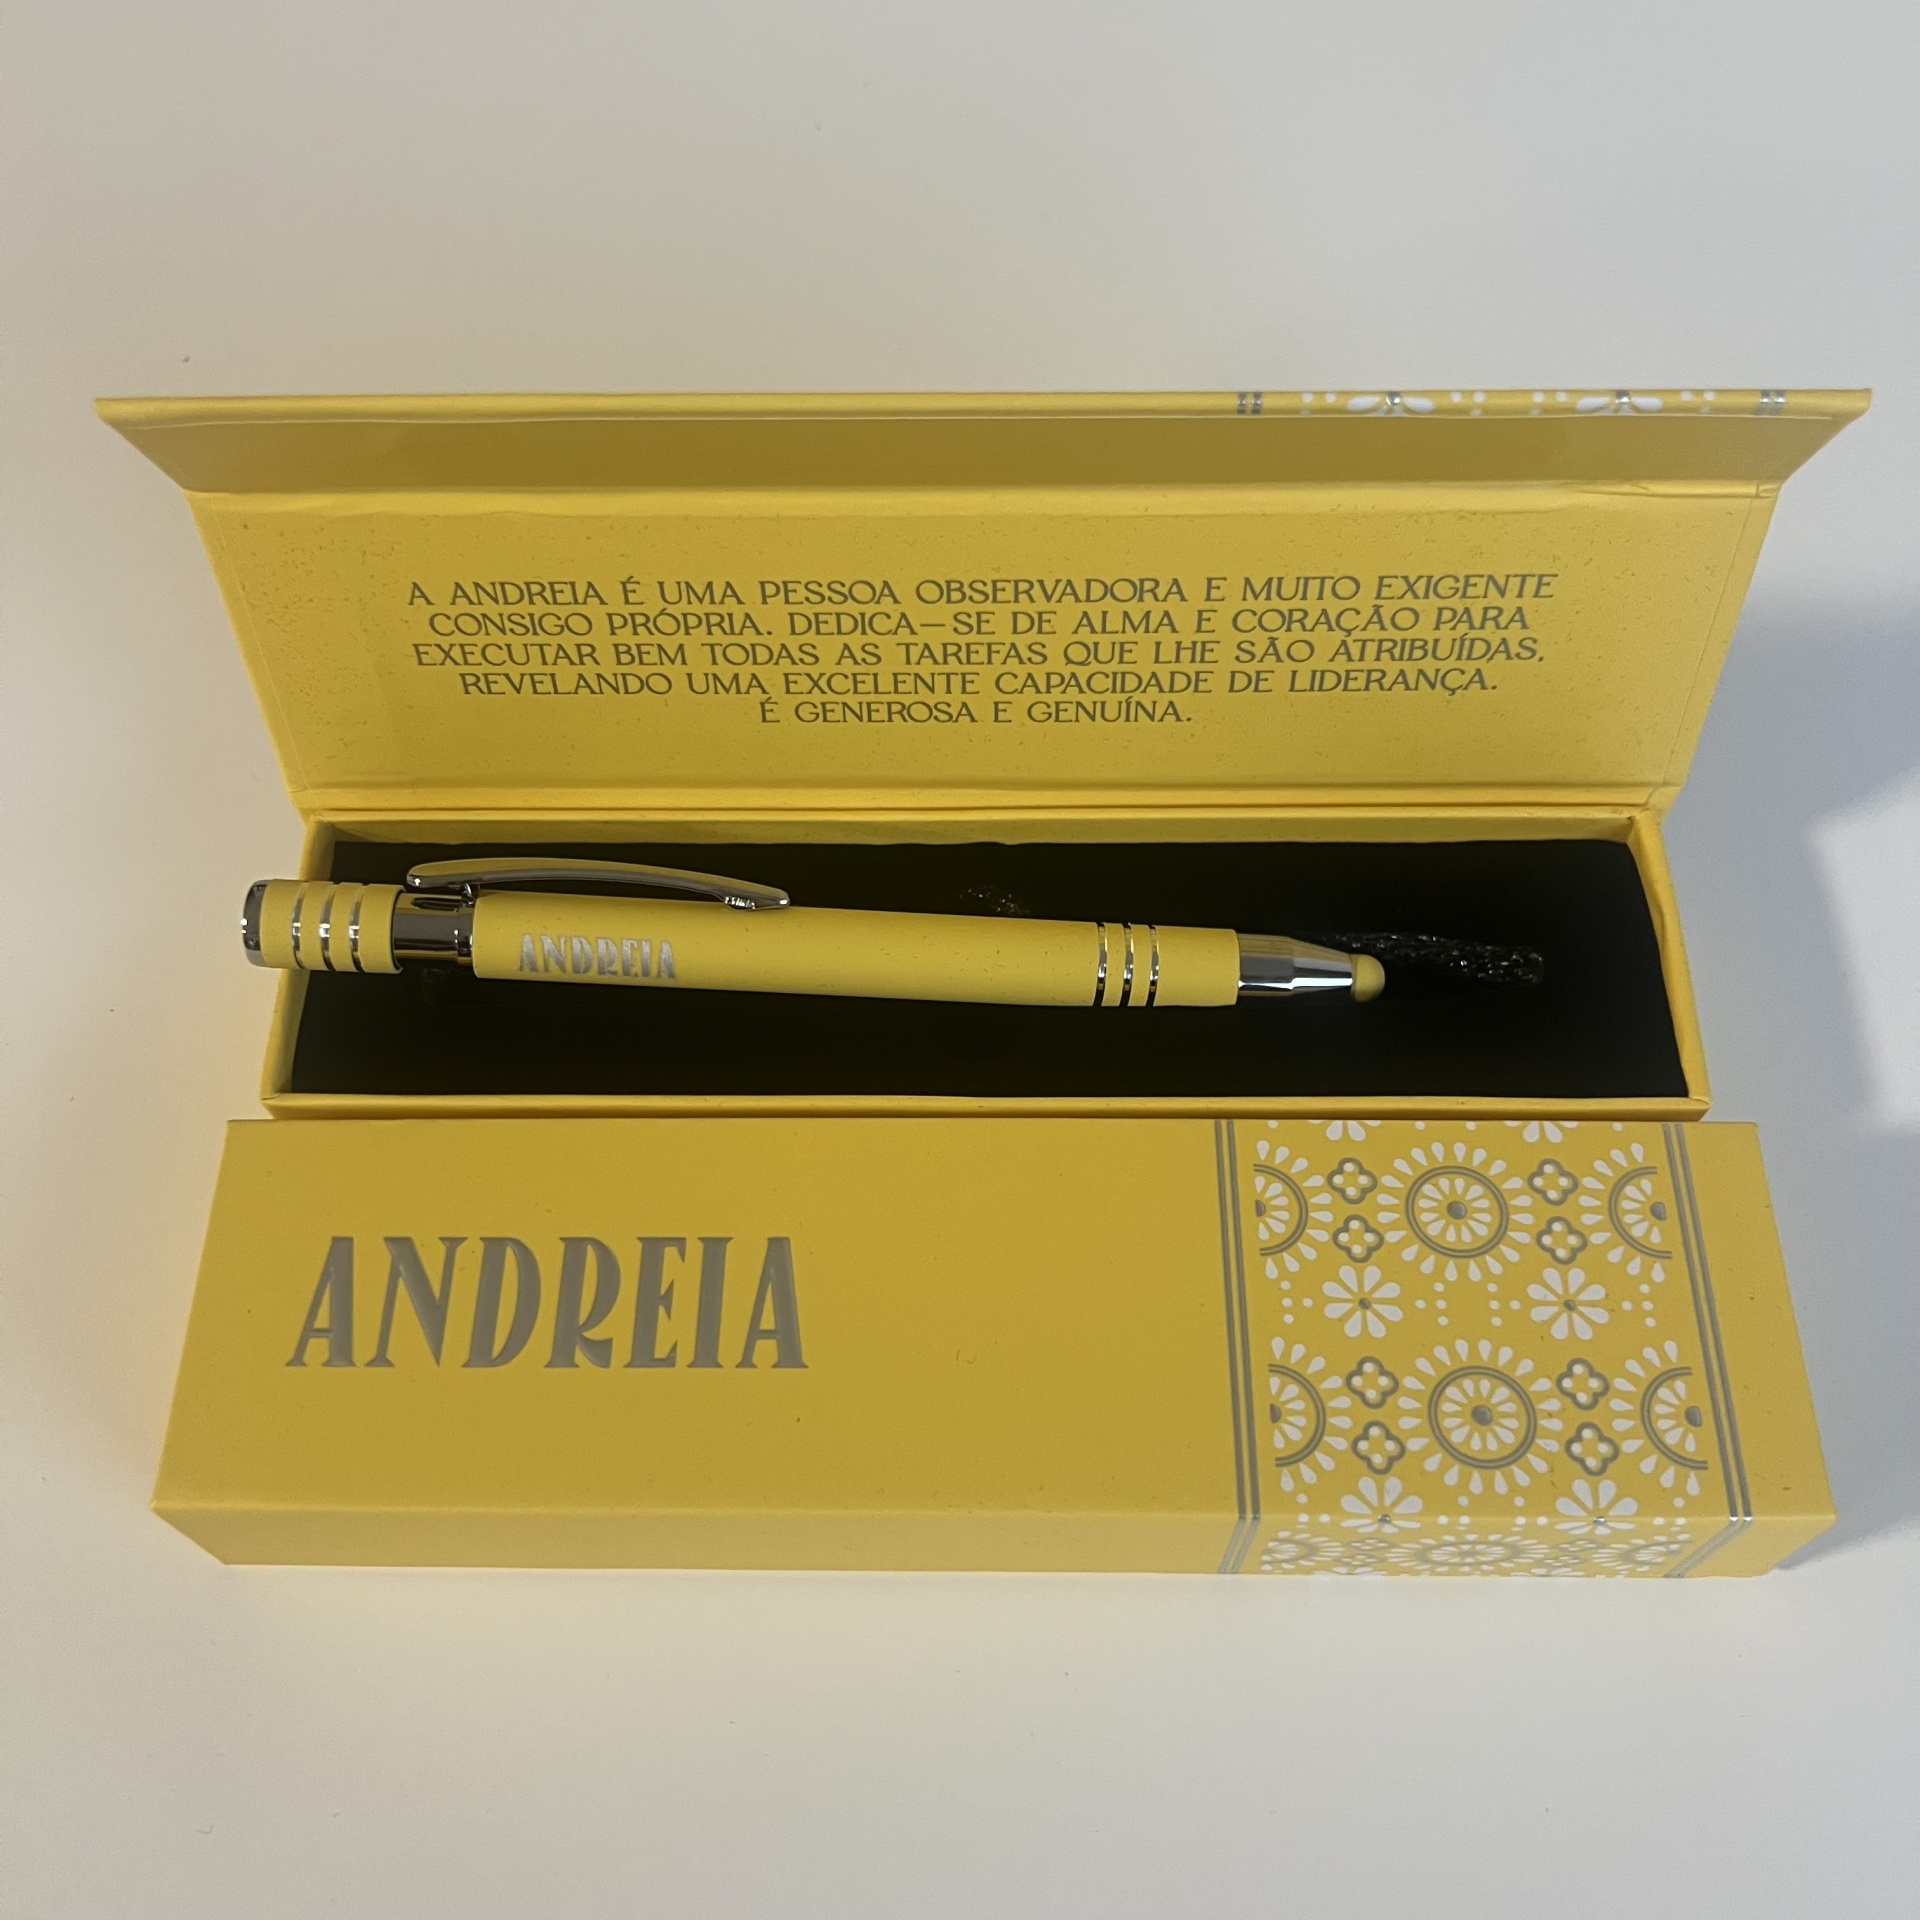 A ANDREIA É UMA PESSOA OBSERVADORA E MUITO EXIGENTE
CONSIGO PRÓPRIA. DEDICA-SE DE ALMA E CORAÇÃO PARA
EXECUTAR BEM TODAS AS TAREFAS QUE LHE SÃO ATRIBUÍDAS,
REVELANDO UMA EXCELENTE CAPACIDADE DE LIDERANÇA.
É GENEROSA E GENUÍNA.
ANDREIA
ANDREIA